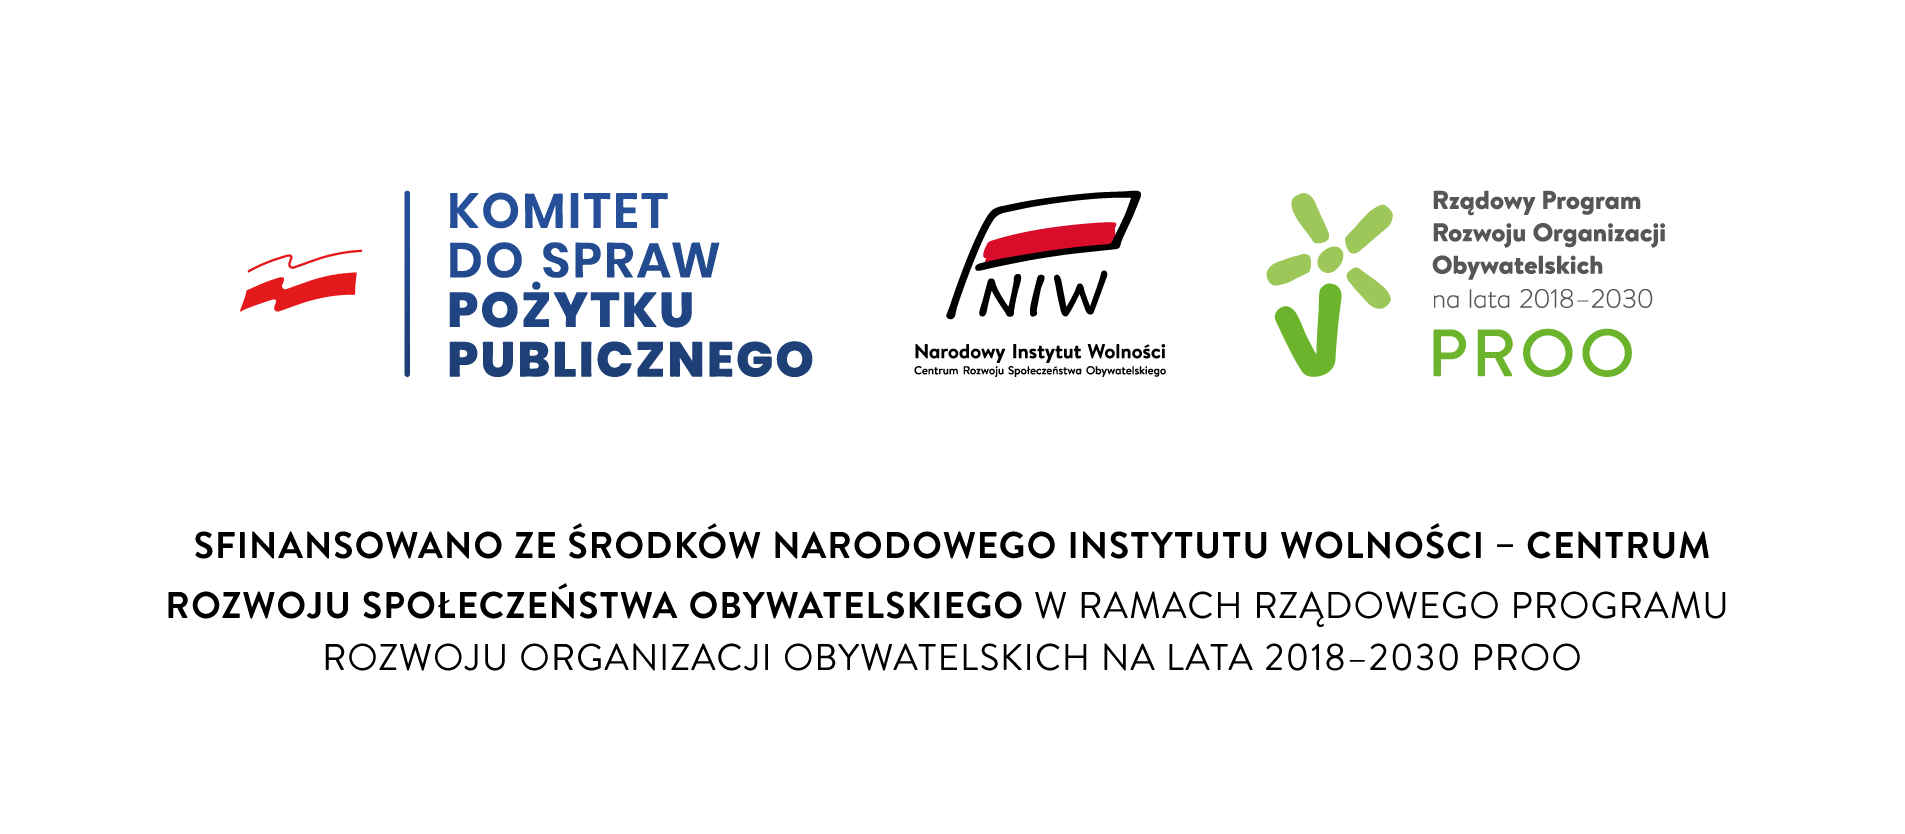 KOMITET
DO SPRAW
POŻYTKU
PUBLICZNEGO
NIW
Narodowy Instytut Wolności
Centrum Rozwoju Społeczeństwa Obywatelskiego
Rządowy Program
Rozwoju Organizacji
Obywatelskich
na lata 2018–2030
PROO
SFINANSOWANO ZE ŚRODKÓW NARODOWEGO INSTYTUTU WOLNOŚCI – CENTRUM
ROZWOJU SPOŁECZEŃSTWA OBYWATELSKIEGO W RAMACH RZĄDOWEGO PROGRAMU
ROZWOJU ORGANIZACJI OBYWATELSKICH NA LATA 2018–2030 PROO